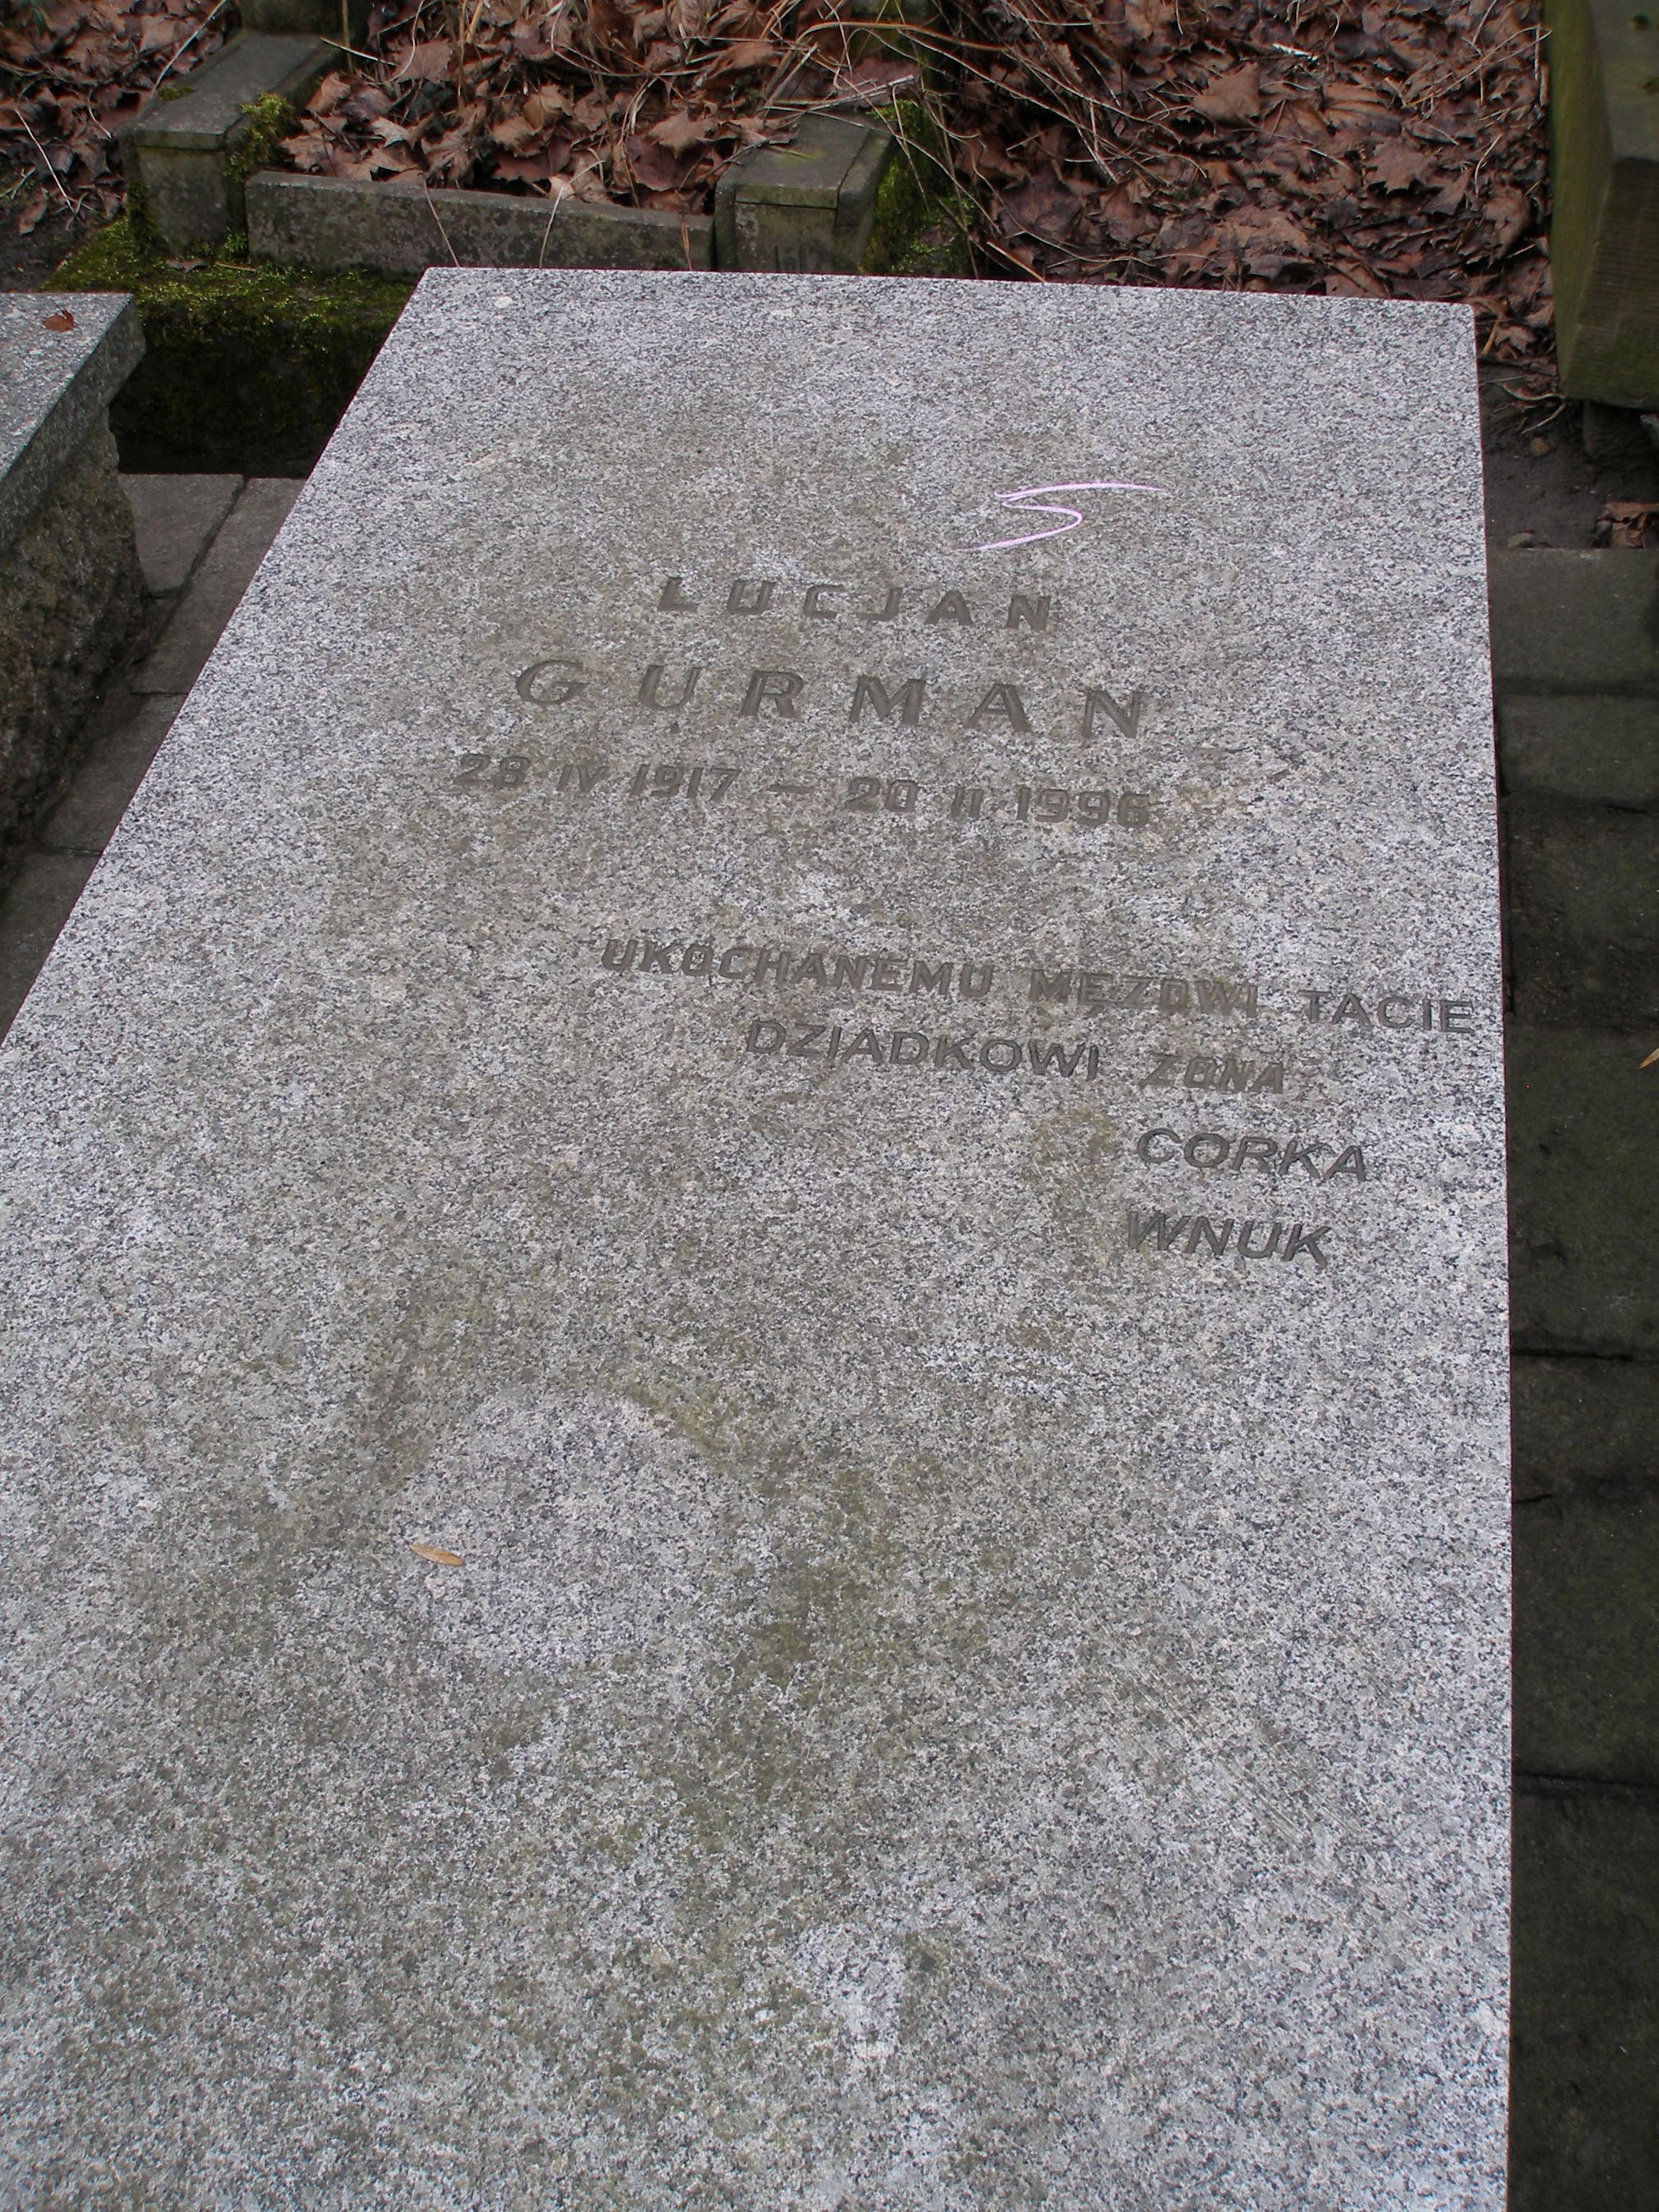 LUCJAN
GURMAN
28 IV 1917 — 20 II 1996
UKOCHANEMU MĘŻOWI TACIE
DZIADKOWI ŻONA
CÓRKA
WNUK